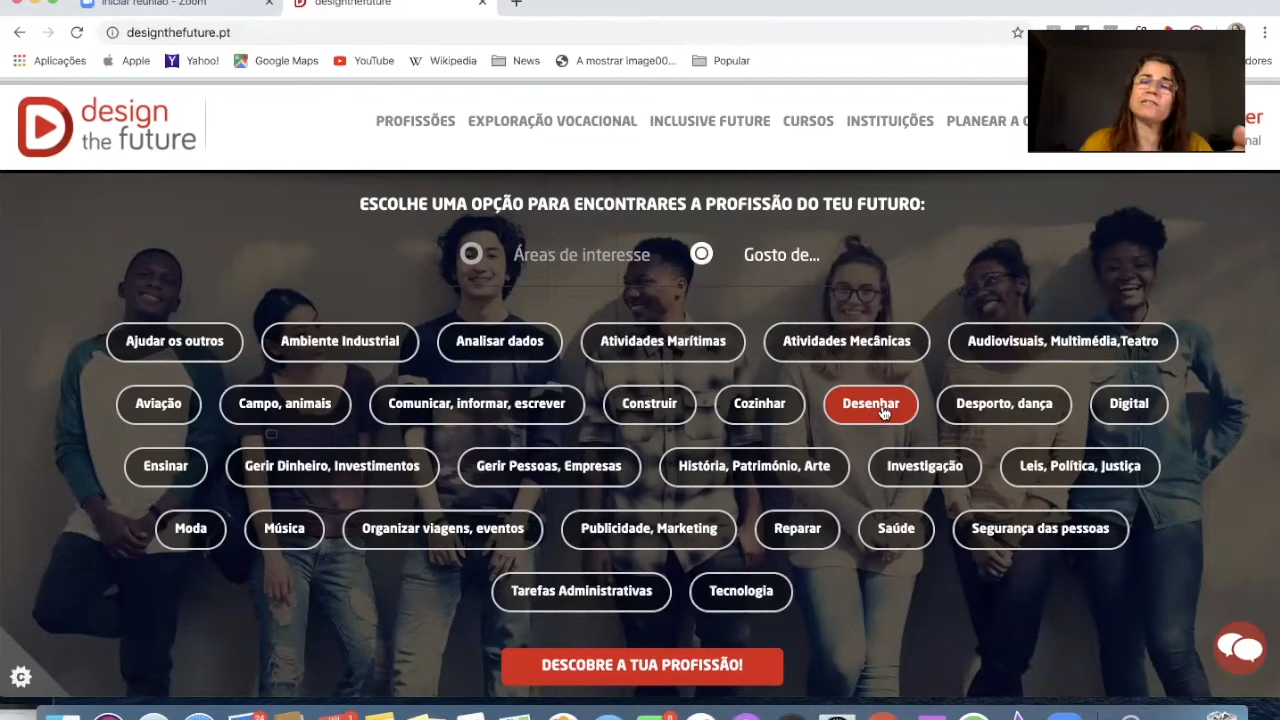 Iniciar reunião - Zoom
designthefuture
designthefuture.pt
Aplicações Apple Yahoo! Google Maps YouTube Wikipedia News A mostrar image00... Popular
design
the future
PROFISSÕES EXPLORAÇÃO VOCACIONAL INCLUSIVE FUTURE CURSOS INSTITUIÇÕES PLANEAR A
ESCOLHE UMA OPÇÃO PARA ENCONTRARES A PROFISSÃO DO TEU FUTURO:
Áreas de interesse Gosto de...
Ajudar os outros Ambiente Industrial Analisar dados Atividades Marítimas Atividades Mecânicas Audiovisuais, Multimédia,Teatro
Aviação Campo, animais Comunicar, informar, escrever Construir Cozinhar Desenhar Desporto, dança Digital
Ensinar Gerir Dinheiro, Investimentos Gerir Pessoas, Empresas História, Património, Arte Investigação Leis, Política, Justiça
Moda Música Organizar viagens, eventos Publicidade, Marketing Reparar Saúde Segurança das pessoas
Tarefas Administrativas Tecnologia
DESCOBRE A TUA PROFISSÃO!